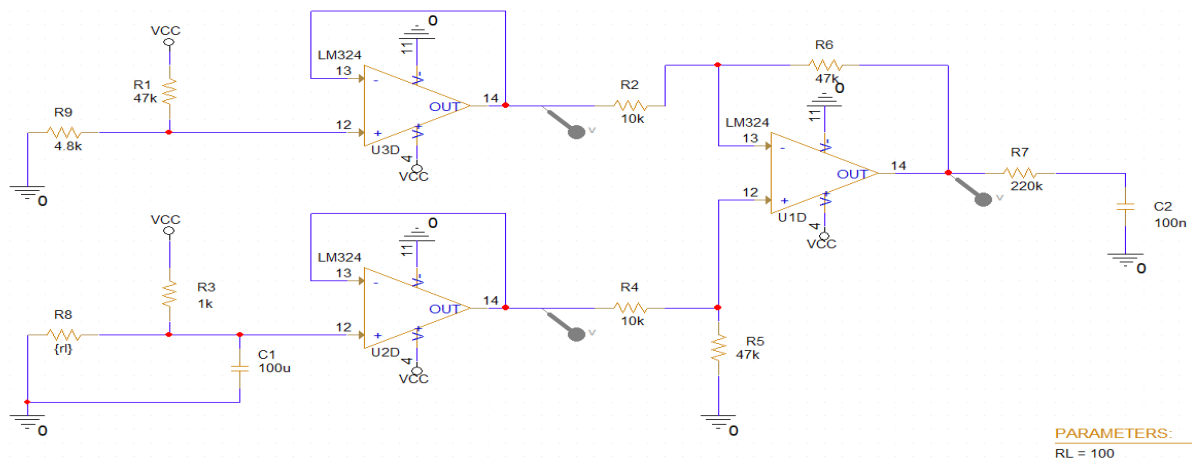 VCC
R1
47k
R9
4.8k
0
LM324
0
11
V-
13
-
12
+
OUT
14
V+
U3D
4
VCC
V
R2
10k
R6
47k
0
LM324
11
V-
13
-
12
+
OUT
14
V+
U1D
4
VCC
V
R7
220k
C2
100n
0
VCC
R3
1k
R8
{rl}
C1
100u
0
LM324
0
11
V-
13
-
12
+
OUT
14
V+
U2D
4
VCC
V
R4
10k
R5
47k
0
PARAMETERS:
RL = 100